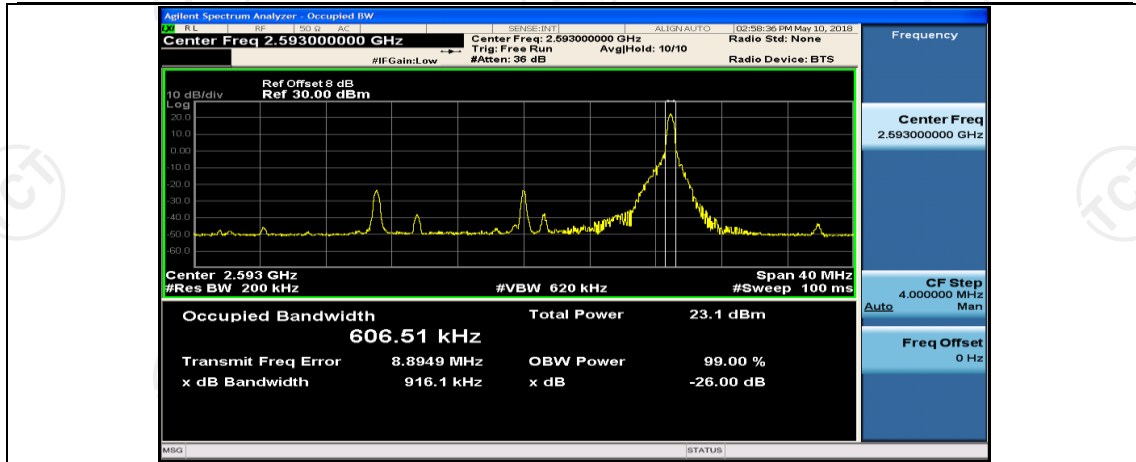 Agilent Spectrum Analyzer - Occupied BW
LXI RL RF 50 Ω AC SENSE:INT ALIGN AUTO 02:58:36 PM May 10, 2018
Center Freq 2.593000000 GHz
Center Freq: 2.593000000 GHz
Radio Std: None
Trig: Free Run Avg|Hold: 10/10
#IFGain:Low #Atten: 36 dB Radio Device: BTS
Frequency
Ref Offset 8 dB
10 dB/div Ref 30.00 dBm
Log
20.0
10.0
0.00
-10.0
-20.0
-30.0
-40.0
-50.0
-60.0
Center 2.593 GHz Span 40 MHz
#Res BW 200 kHz #VBW 620 kHz #Sweep 100 ms
Occupied Bandwidth Total Power 23.1 dBm
606.51 kHz
Transmit Freq Error 8.8949 MHz OBW Power 99.00 %
x dB Bandwidth 916.1 kHz x dB -26.00 dB
Center Freq
2.593000000 GHz
CF Step
4.000000 MHz
Auto Man
Freq Offset
0 Hz
MSG STATUS
TCT
TCT